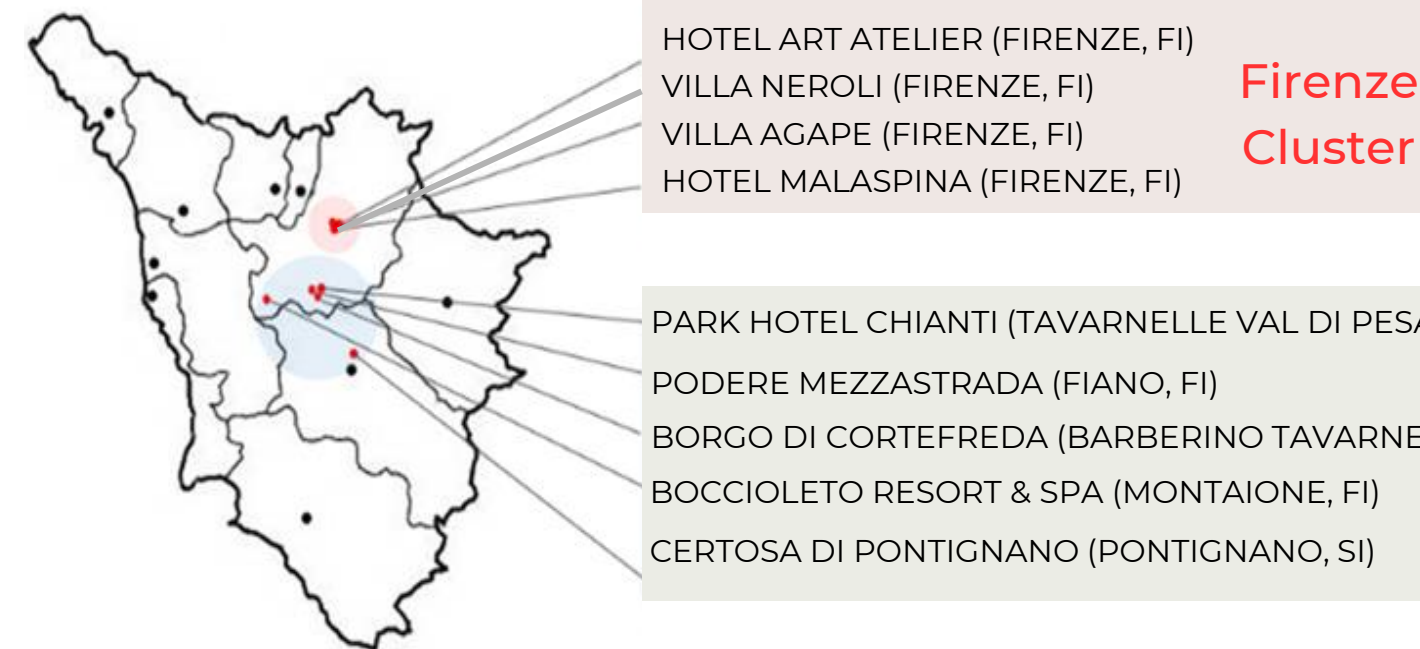 HOTEL ART ATELIER (FIRENZE, FI)
VILLA NEROLI (FIRENZE, FI)
VILLA AGAPE (FIRENZE, FI)
HOTEL MALASPINA (FIRENZE, FI)
Firenze
Cluster
PARK HOTEL CHIANTI (TAVARNELLE VAL DI
PODERE MEZZASTRADA (FIANO, FI)
BORGO DI CORTEFREDA (BARBERINO
BOCCIOLETO RESORT & SPA (MONTAIONE, FI)
CERTOSA DI PONTIGNANO (PONTIGNANO, SI)